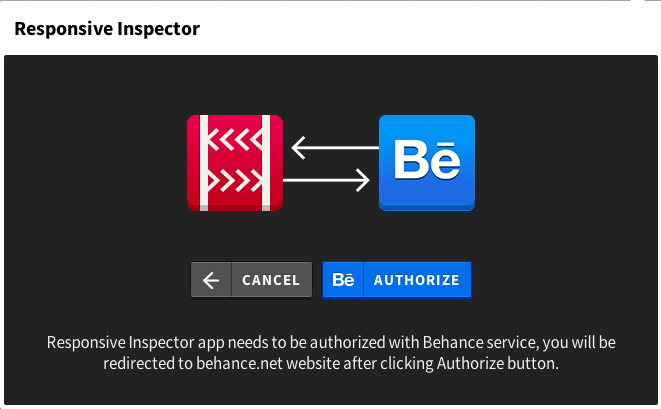 Responsive Inspector
Bē
CANCEL
Bē AUTHORIZE
Responsive Inspector app needs to be authorized with Behance service, you will be
redirected to behance.net website after clicking Authorize button.